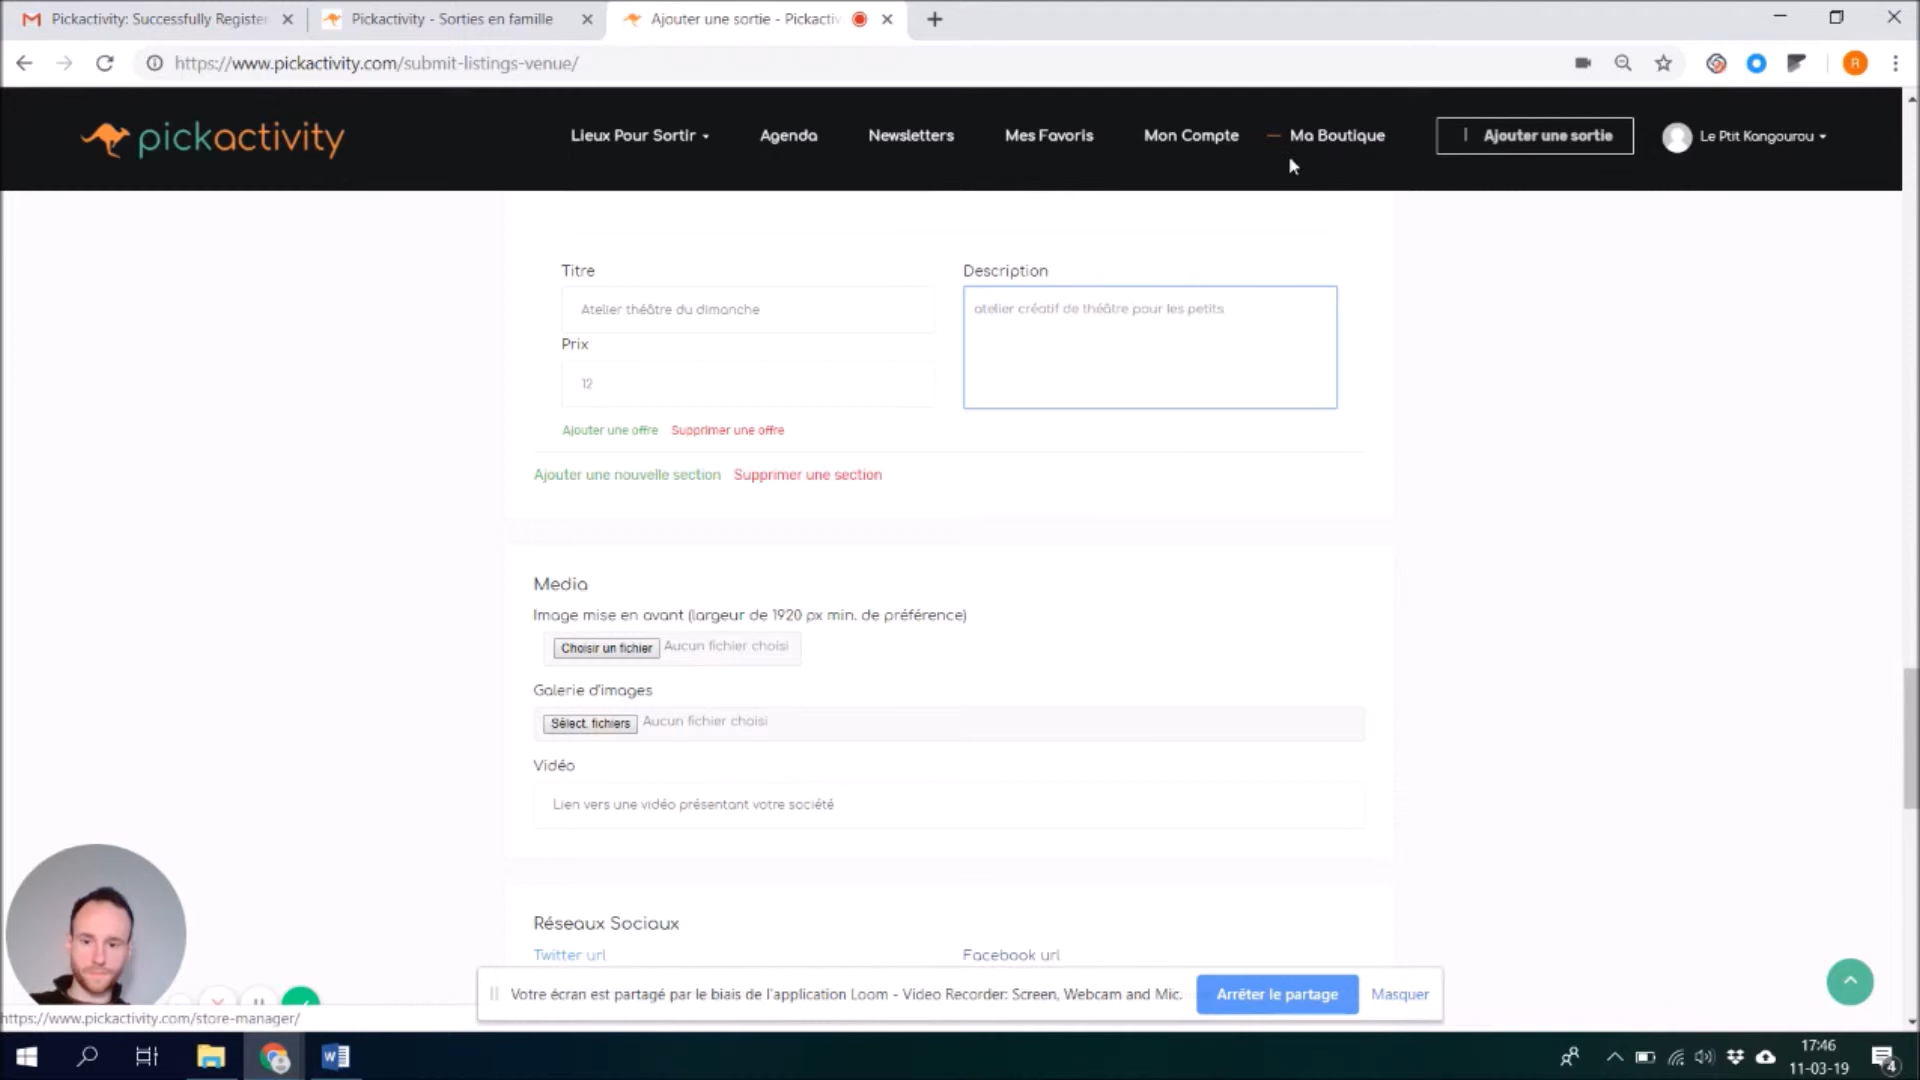 Pickactivity: Successfully Register
Pickactivity - Sorties en famille
Ajouter une sortie - Pickactiv
https://www.pickactivity.com/submit-listings-venue/
R
pickactivity
Lieux Pour Sortir
Agenda
Newsletters
Mes Favoris
Mon Compte
Ma Boutique
Ajouter une sortie
Le Ptit Kangourou
Titre
Description
Atelier théâtre du dimanche
atelier créatif de théâtre pour les petits
Prix
12
Ajouter une offre
Supprimer une offre
Ajouter une nouvelle section
Supprimer une section
Media
Image mise en avant (largeur de 1920 px min. de préférence)
Choisir un fichier
Aucun fichier choisi
Galerie d'images
Sélect. fichiers
Aucun fichier choisi
Vidéo
Lien vers une vidéo présentant votre société
Réseaux Sociaux
Twitter url
Facebook url
Votre écran est partagé par le biais de l'application Loom - Video Recorder: Screen, Webcam and Mic.
Arrêter le partage
Masquer
https://www.pickactivity.com/store-manager/
17:46
11-03-19
4